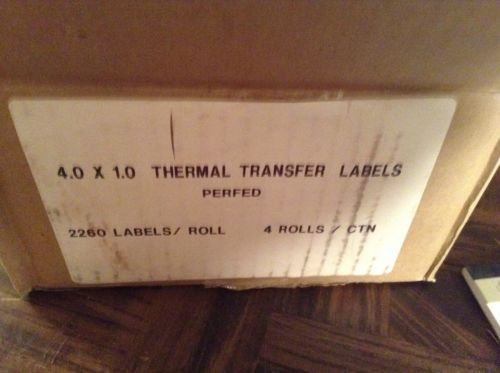 4.0 X 1.0 THERMAL TRANSFER LABELS
PERFED
2260 LABELS/ ROLL 4 ROLLS / CTN